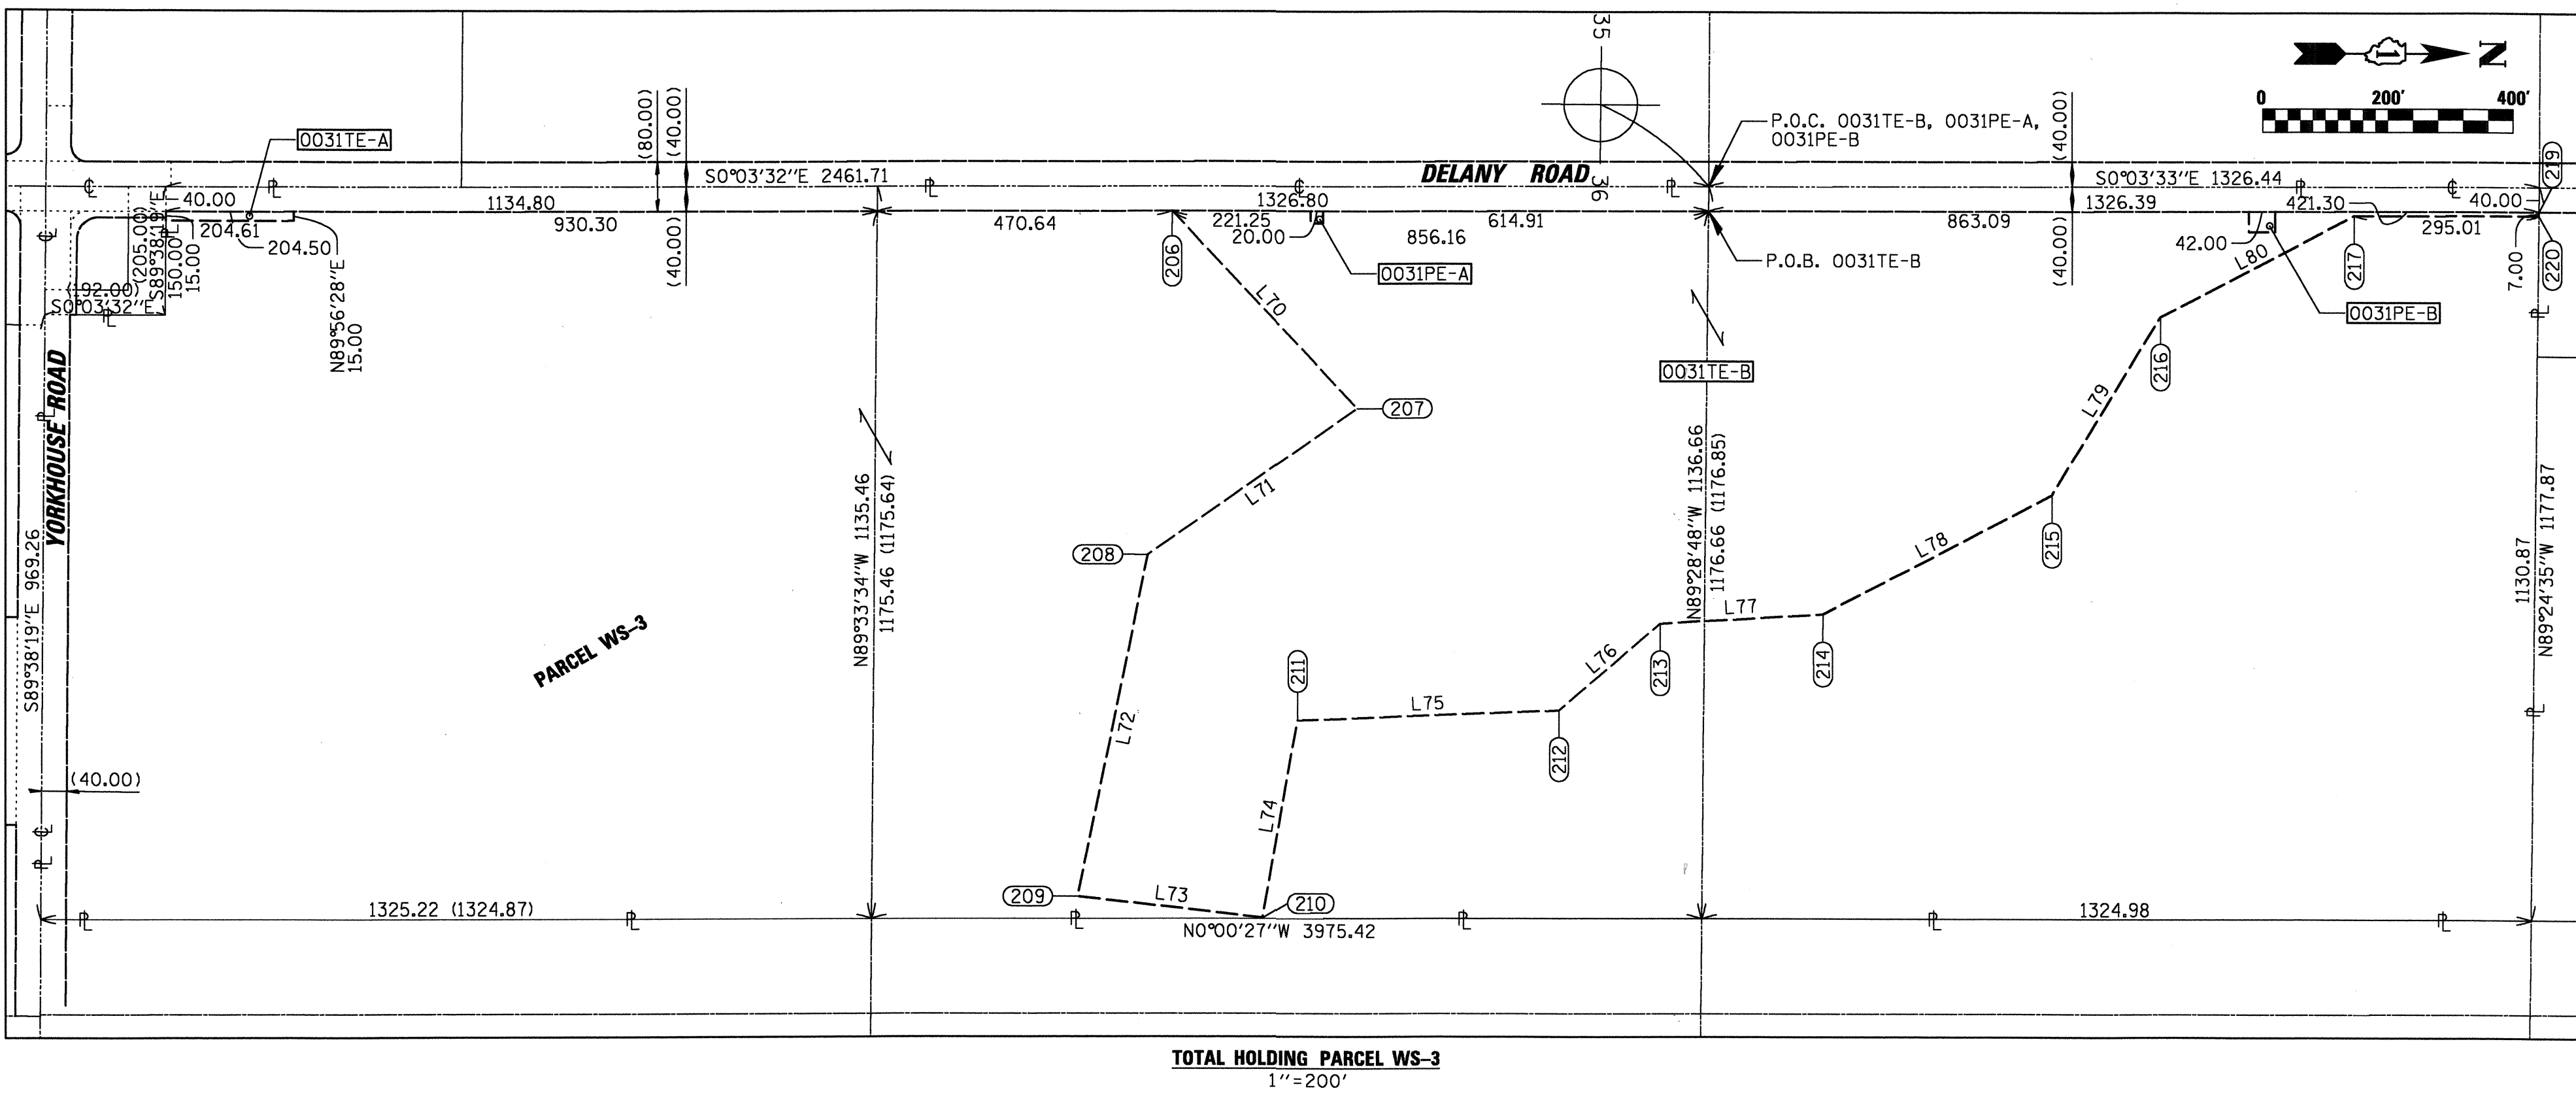 35
N
1
0 200' 400'
0031TE-A
(80.00)
(40.00)
P.O.C. 0031TE-B, 0031PE-A,
0031PE-B
(40.00)
219
S0°03'32"E 2461.71
DELANY ROAD
36
S0°03'33"E 1326.44
40.00
1134.80
1326.80
1326.39
421.30
40.00
204.61
204.50
930.30
(40.00)
470.64
221.25
20.00
614.91
856.16
863.09
(40.00)
42.00
295.01
7.00
220
(205.00)
S89°38'19"E
150.00
15.00
(192.00)
S0°03'32"E
N89°56'28"E
15.00
206
0031PE-A
P.O.B. 0031TE-B
L80
217
0031PE-B
L70
0031TE-B
216
YORKHOUSE ROAD
207
L79
L71
208
N89°33'34"W 1135.46
1175.46 (1175.64)
N89°28'48"W 1136.66
1176.66 (1176.85)
215
L78
1130.87
N89°24'35"W 1177.87
S89°38'19"E 969.26
PARCEL WS-3
L77
214
213
L76
211
L75
212
L72
L74
(40.00)
209
L73
210
1325.22 (1324.87)
N0°00'27"W 3975.42
1324.98
TOTAL HOLDING PARCEL WS-3
1"=200'